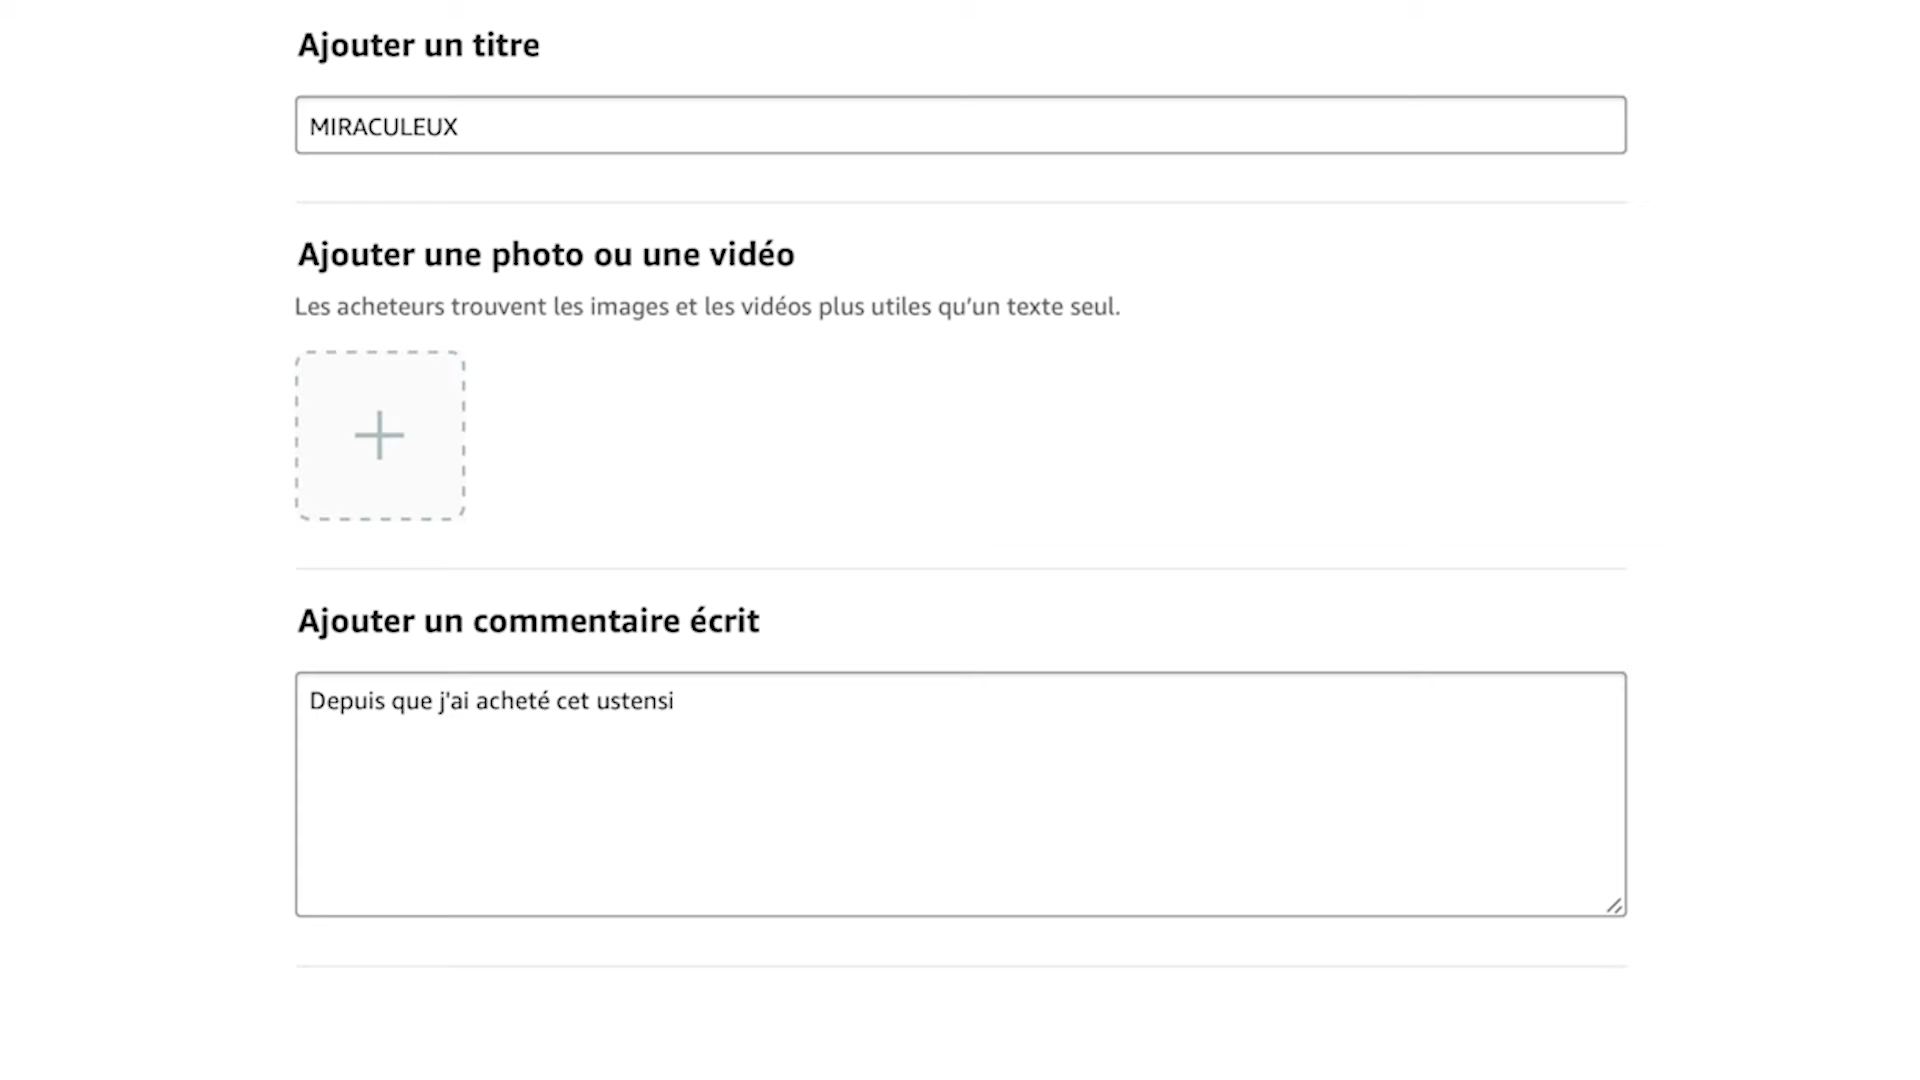 Ajouter un titre
MIRACULEUX
Ajouter une photo ou une vidéo
Les acheteurs trouvent les images et les vidéos plus utiles qu’un texte seul.
Ajouter un commentaire écrit
Depuis que j'ai acheté cet ustensi